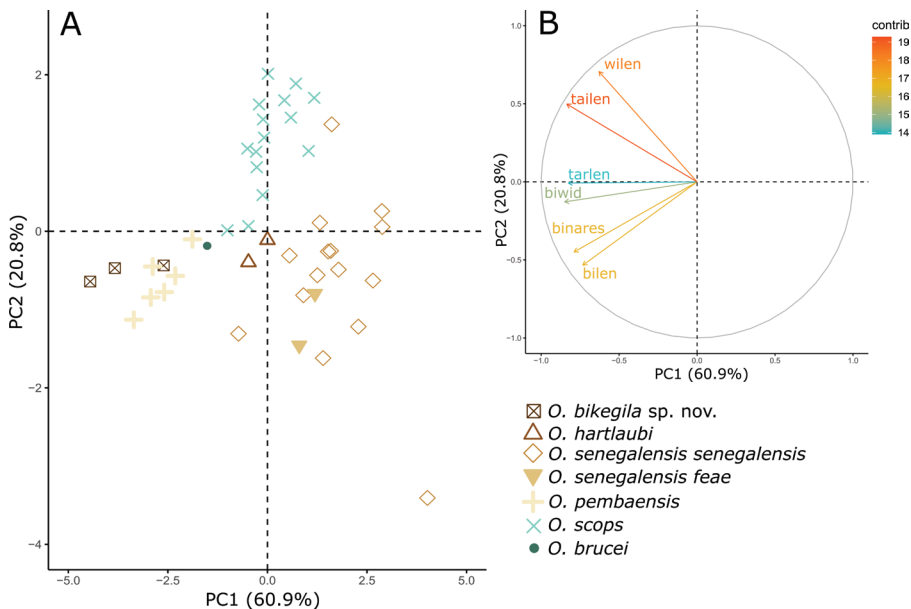 A
2
0
−2
−4
−5.0
−2.5
0.0
2.5
5.0
PC2 (20.8%)
PC1 (60.9%)
B
1.0
0.5
0.0
-0.5
-1.0
-1.0
-0.5
0.0
0.5
1.0
PC2 (20.8%)
PC1 (60.9%)
wilen
tailen
tarlen
biwid
binares
bilen
contrib
19
18
17
16
15
14
O. bikegila sp. nov.
O. hartlaubi
O. senegalensis senegalensis
O. senegalensis feae
O. pembaensis
O. scops
O. brucei